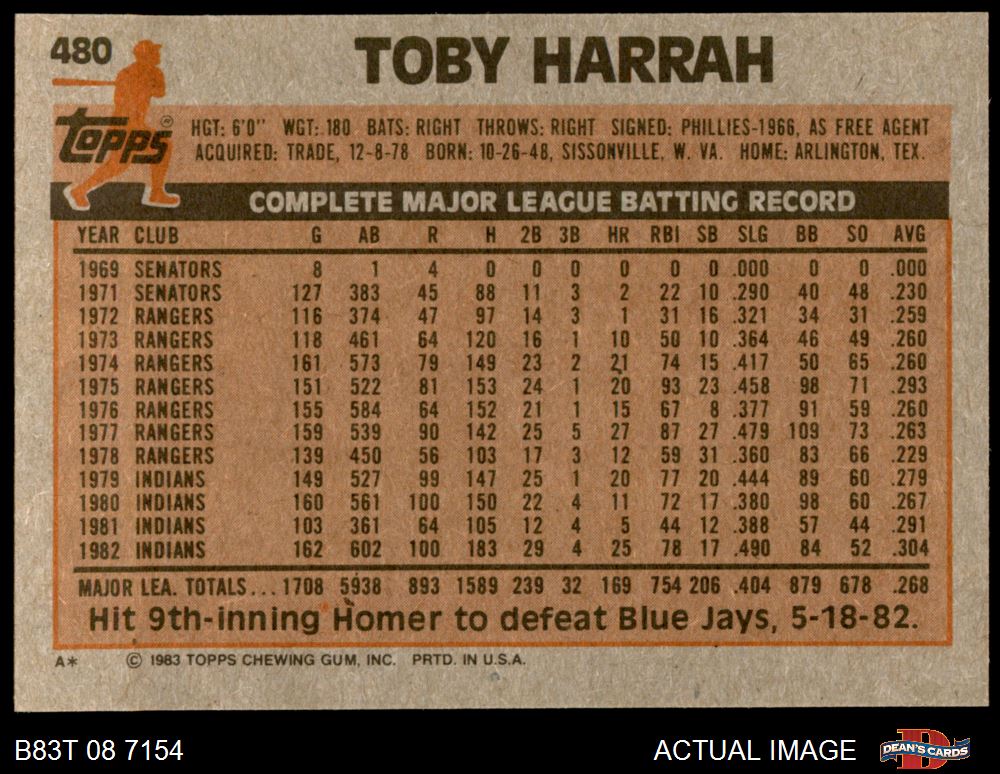 480
TOBY HARRAH
Topps®
HGT: 6'0" WGT: 180 BATS: RIGHT THROWS: RIGHT SIGNED: PHILLIES-1966, AS FREE AGENT
ACQUIRED: TRADE, 12-8-78 BORN: 10-26-48, SISSONVILLE, W. VA. HOME: ARLINGTON, TEX.
COMPLETE MAJOR LEAGUE BATTING RECORD
YEAR CLUB G AB R H 2B 3B HR RBI SB SLG BB SO AVG
1969 SENATORS 8 1 4 0 0 0 0 0 0 .000 0 0 .000
1971 SENATORS 127 383 45 88 11 3 2 22 10 .290 40 48 .230
1972 RANGERS 116 374 47 97 14 3 1 31 16 .321 34 31 .259
1973 RANGERS 118 461 64 120 16 1 10 50 10 .364 46 49 .260
1974 RANGERS 161 573 79 149 23 2 21 74 15 .417 50 65 .260
1975 RANGERS 151 522 81 153 24 1 20 93 23 .458 98 71 .293
1976 RANGERS 155 584 64 152 21 1 15 67 8 .377 91 59 .260
1977 RANGERS 159 539 90 142 25 5 27 87 27 .479 109 73 .263
1978 RANGERS 139 450 56 103 17 3 12 59 31 .360 83 66 .229
1979 INDIANS 149 527 99 147 25 1 20 77 20 .444 89 60 .279
1980 INDIANS 160 561 100 150 22 4 11 72 17 .380 98 60 .267
1981 INDIANS 103 361 64 105 12 4 5 44 12 .388 57 44 .291
1982 INDIANS 162 602 100 183 29 4 25 78 17 .490 84 52 .304
MAJOR LEA. TOTALS... 1708 5938 893 1589 239 32 169 754 206 .404 879 678 .268
Hit 9th-inning Homer to defeat Blue Jays, 5-18-82.
A* © 1983 TOPPS CHEWING GUM, INC. PRTD. IN U.S.A.
B83T 08 7154 ACTUAL IMAGE DEAN'S CARDS